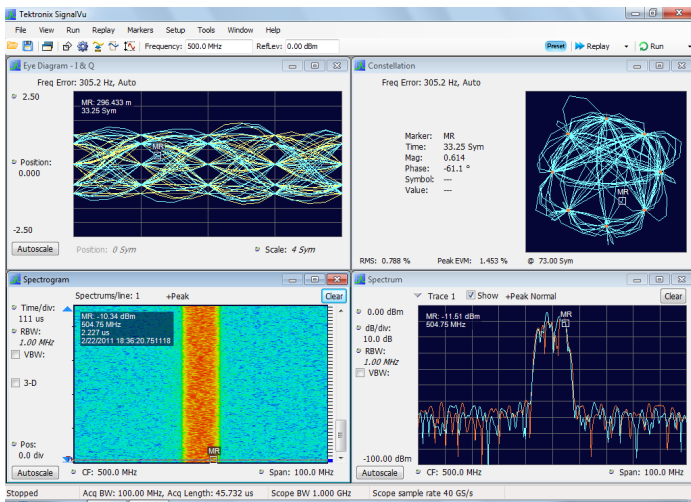 Tektronix SignalVu
File View Run Replay Markers Setup Tools Window Help
Frequency: 500.0 MHz RefLev: 0.00 dBm Preset Replay Run
Eye Diagram - I & Q
Freq Error: 305.2 Hz, Auto
2.50
MR: 296.433 m
33.25 Sym
MR
Position:
0.000
-2.50
Autoscale Position: 0 Sym Scale: 4 Sym
Constellation
Freq Error: 305.2 Hz, Auto
Marker: MR
Time: 33.25 Sym
Mag: 0.614
Phase: -61.1 °
Symbol: ---
Value: ---
MR
RMS: 0.788 % Peak EVM: 1.453 % @ 73.00 Sym
Spectrogram
Spectrums/line: 1 +Peak Clear
Time/div:
111 us
RBW:
1.00 MHz
VBW:
3-D
Pos:
0.0 div
MR: -10.34 dBm
504.75 MHz
2.227 us
2/22/2011 18:36:20.751118
MR
Autoscale CF: 500.0 MHz Span: 100.0 MHz
Spectrum
Trace 1 Show +Peak Normal Clear
0.00 dBm
dB/div:
10.0 dB
RBW:
1.00 MHz
VBW:
MR: -11.51 dBm
504.75 MHz
MR
-100.00 dBm
Autoscale CF: 500.0 MHz Span: 100.0 MHz
Stopped Acq BW: 100.00 MHz, Acq Length: 45.732 us Scope BW 1.000 GHz Scope sample rate 40 GS/s